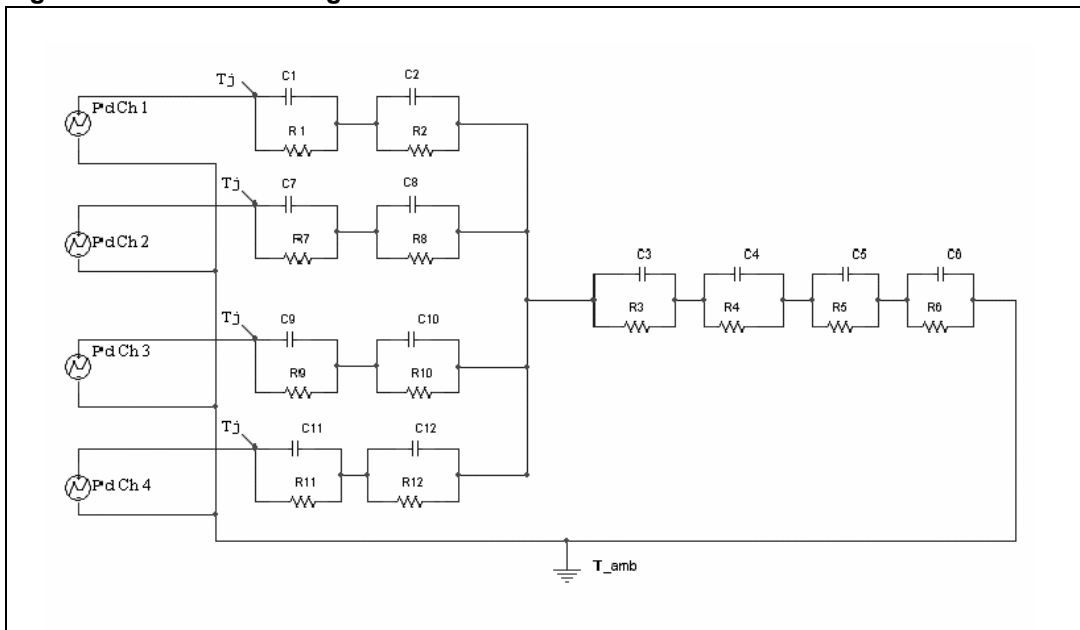 Tj
C1
C2
PdCh1
R1
R2
Tj
C7
C8
PdCh2
R7
R8
C3
C4
C5
C6
R3
R4
R5
R6
Tj
C9
C10
PdCh3
R9
R10
Tj
C11
C12
PdCh4
R11
R12
T_amb